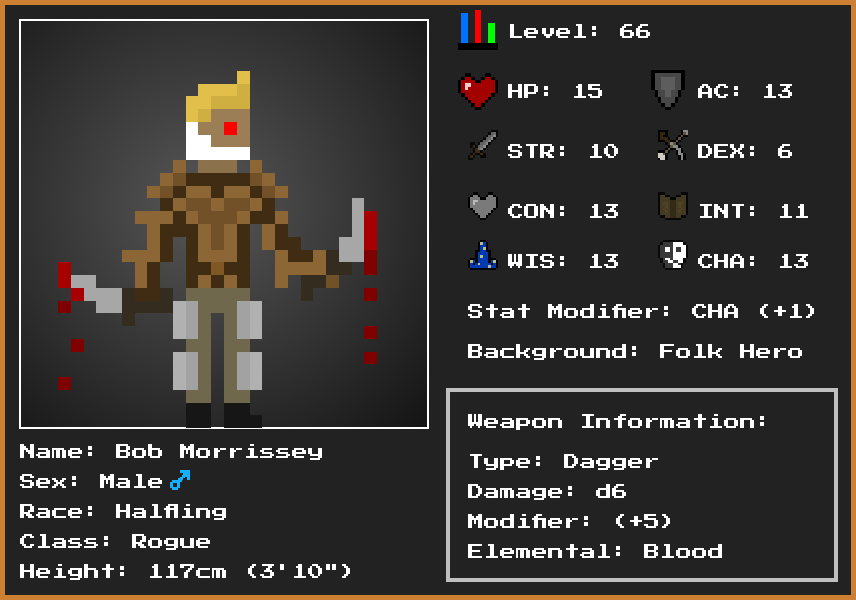 Level: 66
HP: 15
AC: 13
STR: 10
DEX: 6
CON: 13
INT: 11
WIS: 13
CHA: 13
Stat Modifier: CHA (+1)
Background: Folk Hero
Weapon Information:
Type: Dagger
Damage: d6
Modifier: (+5)
Elemental: Blood
Name: Bob Morrissey
Sex: Male ♂
Race: Halfling
Class: Rogue
Height: 117cm (3'10")